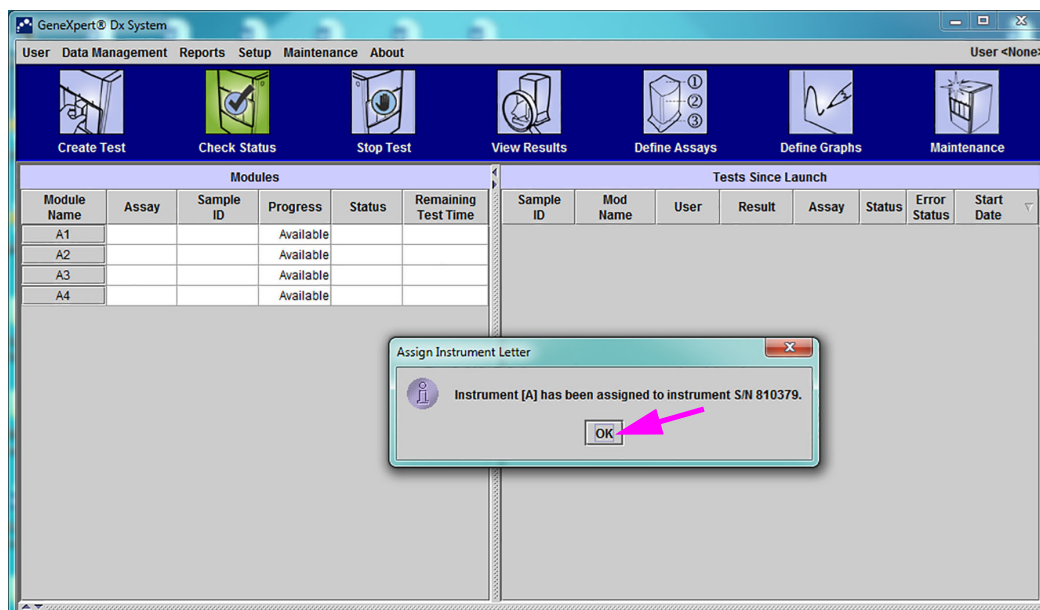 GeneXpert® Dx System
User Data Management Reports Setup Maintenance About User <None>
Create Test Check Status Stop Test View Results Define Assays Define Graphs Maintenance
①
②
③
Modules
Module Name Assay Sample ID Progress Status Remaining Test Time
A1 Available
A2 Available
A3 Available
A4 Available
Tests Since Launch
Sample ID Mod Name User Result Assay Status Error Status Start Date
Assign Instrument Letter
Instrument [A] has been assigned to instrument S/N 810379.
OK